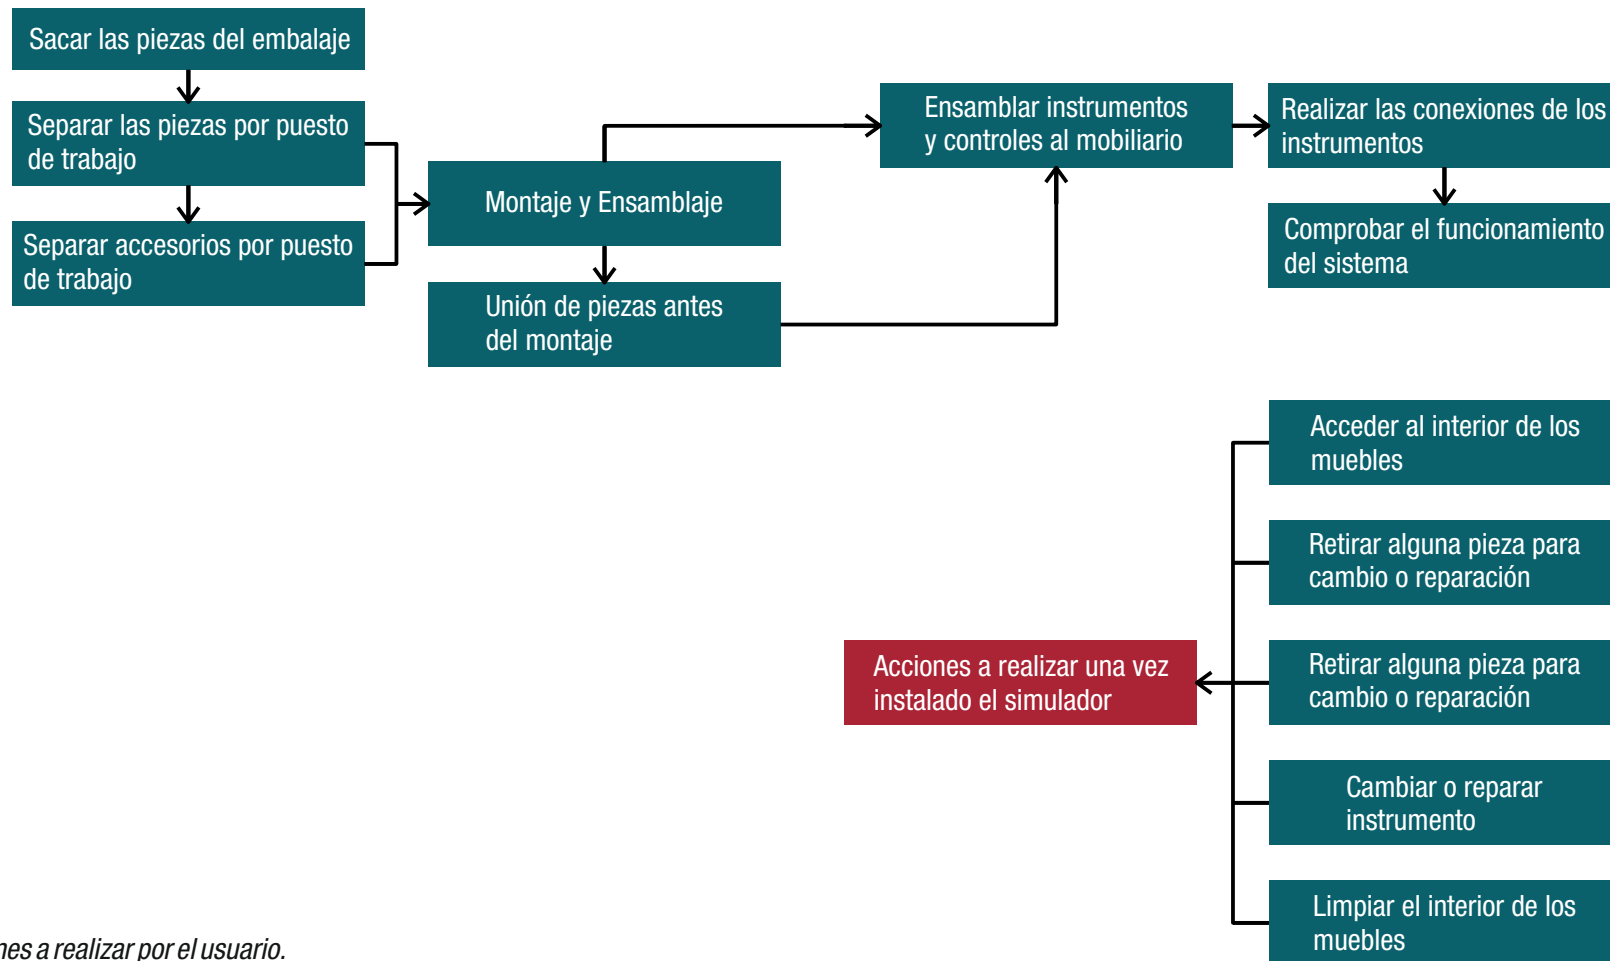 Sacar las piezas del embalaje
Separar las piezas por puesto
de trabajo
Separar accesorios por puesto
de trabajo
Montaje y Ensamblaje
Unión de piezas antes
del montaje
Ensamblar instrumentos
y controles al mobiliario
Realizar las conexiones de los
instrumentos
Comprobar el funcionamiento
del sistema
Acciones a realizar una vez
instalado el simulador
Acceder al interior de los
muebles
Retirar alguna pieza para
cambio o reparación
Retirar alguna pieza para
cambio o reparación
Cambiar o reparar
instrumento
Limpiar el interior de los
muebles
a realizar por el usuario.